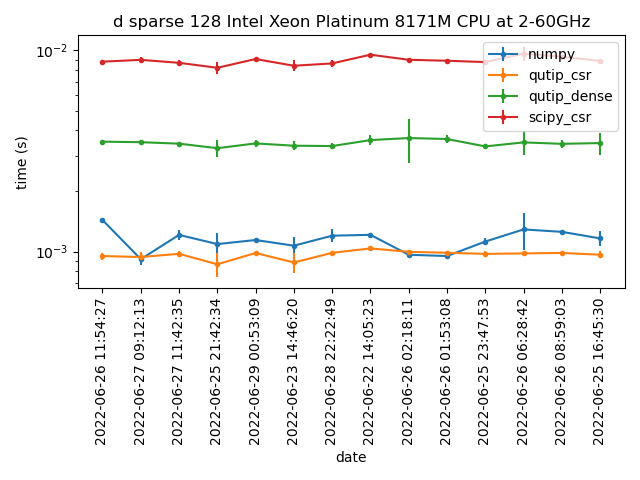 d sparse 128 Intel Xeon Platinum 8171M CPU at 2-60GHz
numpy
qutip_csr
qutip_dense
scipy_csr
time (s)
10⁻²
10⁻³
2022-06-26 11:54:27
2022-06-27 09:12:13
2022-06-27 11:42:35
2022-06-25 21:42:34
2022-06-29 00:53:09
2022-06-23 14:46:20
2022-06-28 22:22:49
2022-06-22 14:05:23
2022-06-26 02:18:11
2022-06-26 01:53:08
2022-06-25 23:47:53
2022-06-26 06:28:42
2022-06-26 08:59:03
2022-06-25 16:45:30
date